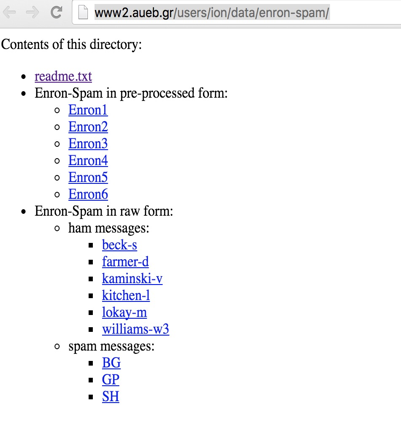 www2.aueb.gr/users/ion/data/enron-spam/
Contents of this directory:
readme.txt
Enron-Spam in pre-processed form:
Enron1
Enron2
Enron3
Enron4
Enron5
Enron6
Enron-Spam in raw form:
ham messages:
beck-s
farmer-d
kaminski-v
kitchen-l
lokay-m
williams-w3
spam messages:
BG
GP
SH